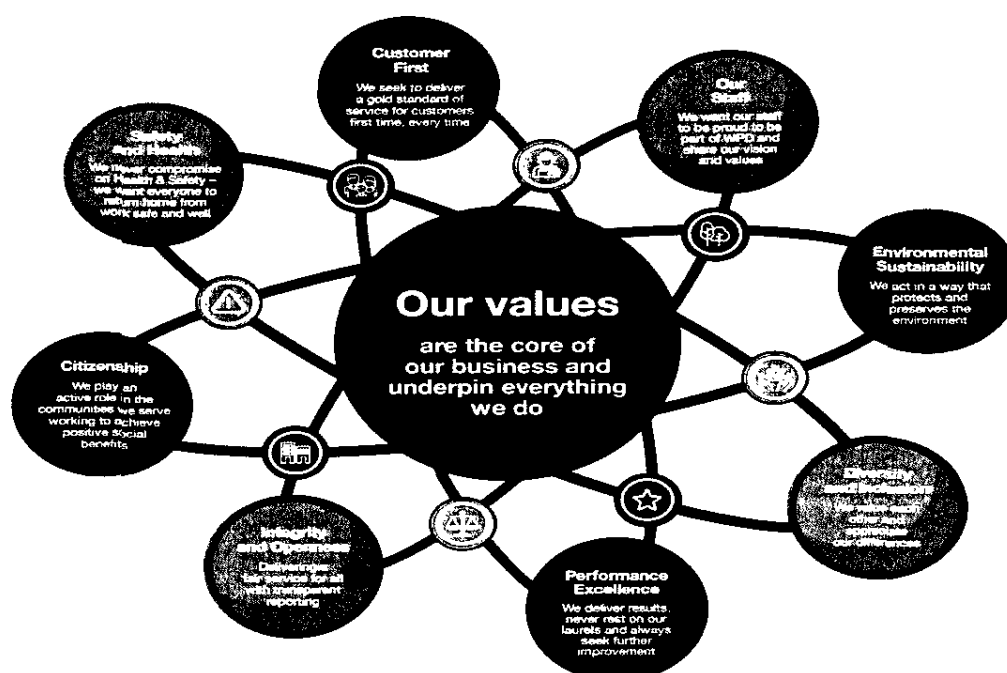 Our values
are the core of
our business and
underpin everything
we do
Customer
First
We seek to deliver
a gold standard of
service for customers
first time, every time
Our
Staff
We want our staff
to be proud to be
part of WPD and
share our vision
and values
Environmental
Sustainability
We act in a way that
protects and
preserves the
environment
Diversity
our differences
Performance
Excellence
We deliver results,
never rest on our
laurels and always
seek further
improvement
Integrity
and Openness
Delivering a
fair service for all
with transparent
reporting
Citizenship
We play an
active role in the
communities we serve
working to achieve
positive social
benefits
Safety
and Health
We never compromise
on Health & Safety –
we want everyone to
return home from
work safe and well